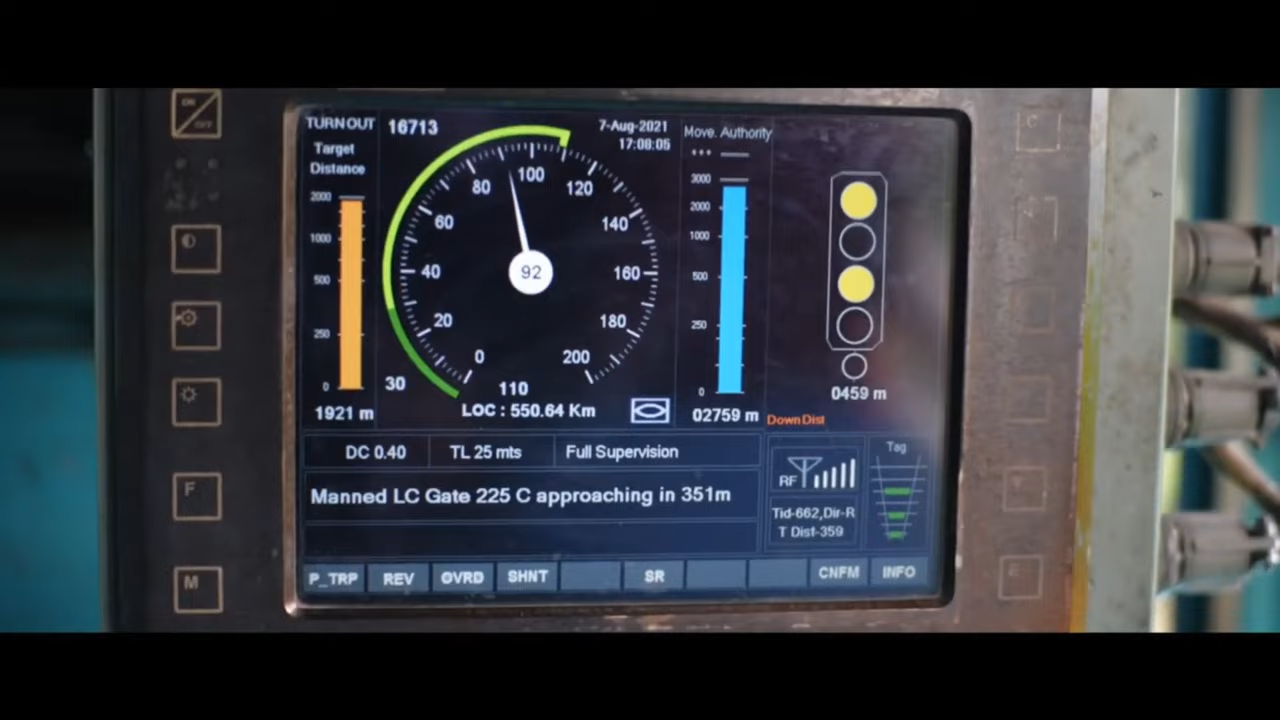 ON
OFF
TURNOUT
16713
7-Aug-2021
17:08:05
Move. Authority
Target
Distance
2000
1000
500
250
0
1921 m
0
20
40
60
80
100
120
140
160
180
200
92
30
110
LOC : 550.64 Km
***
3000
2000
1000
500
250
0
02759 m
0459 m
Down Dist
DC 0.40
TL 25 mts
Full Supervision
Manned LC Gate 225 C approaching in 351m
RF
Tid-662,Dir-R
T Dist-359
Tag
P_TRP
REV
OVRD
SHNT
SR
CNFM
INFO
F
M